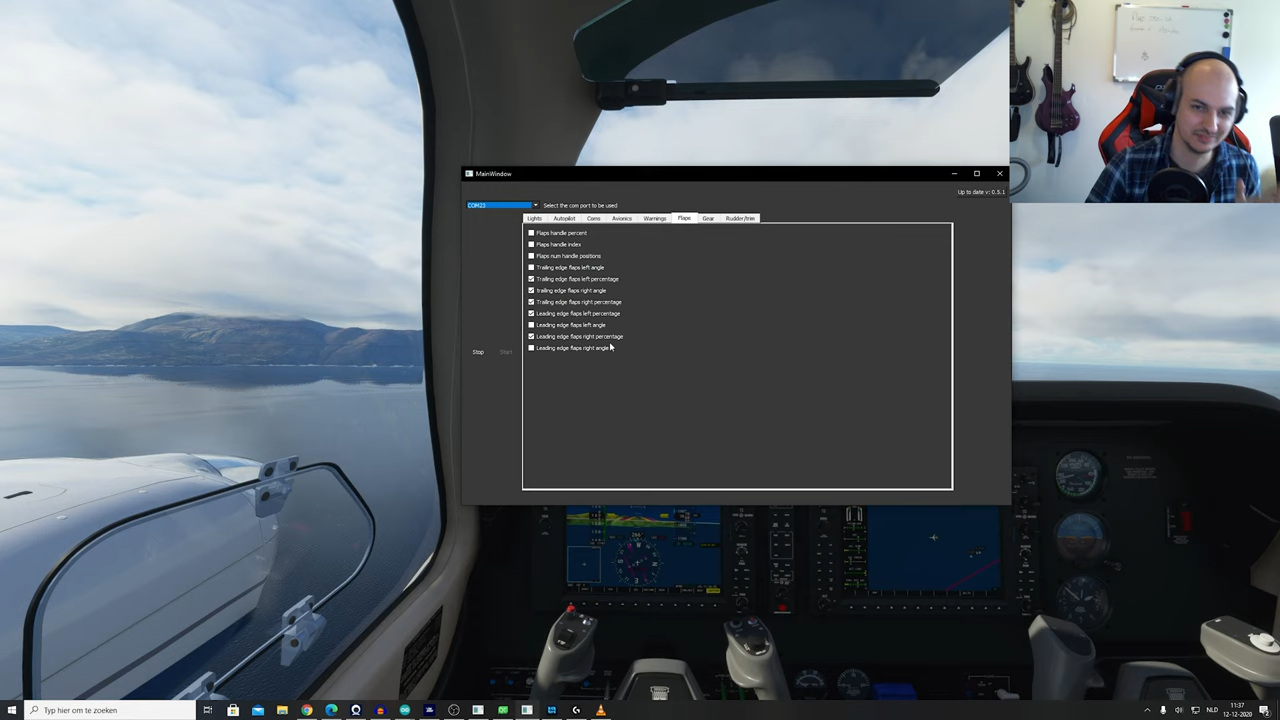 MainWindow
Up to date v: 0.5.1
COM23
Select the com port to be used
Lights Autopilot Coms Avionics Warnings Flaps Gear Rudder/trim
Flaps handle percent
Flaps handle index
Flaps num handle positions
Trailing edge flaps left angle
Trailing edge flaps left percentage
trailing edge flaps right angle
Trailing edge flaps right percentage
Leading edge flaps left percentage
Leading edge flaps left angle
Leading edge flaps right percentage
Leading edge flaps right angle
Stop Start
Typ hier om te zoeken
NLD
11:37
12-12-2020